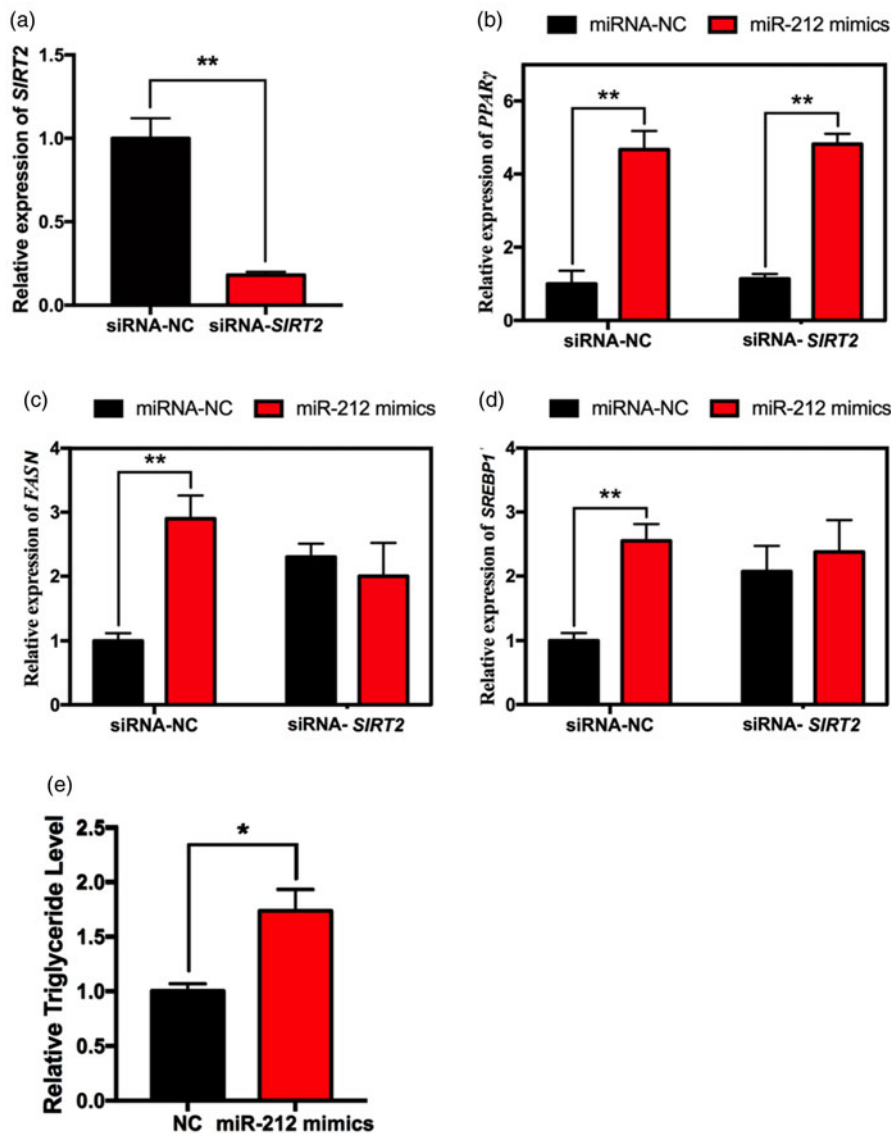 (a)
Relative expression of SIRT2
1.5
1.0
0.5
0.0
**
siRNA-NC siRNA-SIRT2
(b)
miRNA-NC miR-212 mimics
Relative expression of PPARγ
6
4
2
0
** **
siRNA-NC siRNA- SIRT2
(c)
miRNA-NC miR-212 mimics
Relative expression of FASN
4
3
2
1
0
**
siRNA-NC siRNA- SIRT2
(d)
miRNA-NC miR-212 mimics
Relative expression of SREBP1
4
3
2
1
0
**
siRNA-NC siRNA- SIRT2
(e)
Relative Triglyceride Level
2.5
2.0
1.5
1.0
0.5
0.0
*
NC miR-212 mimics